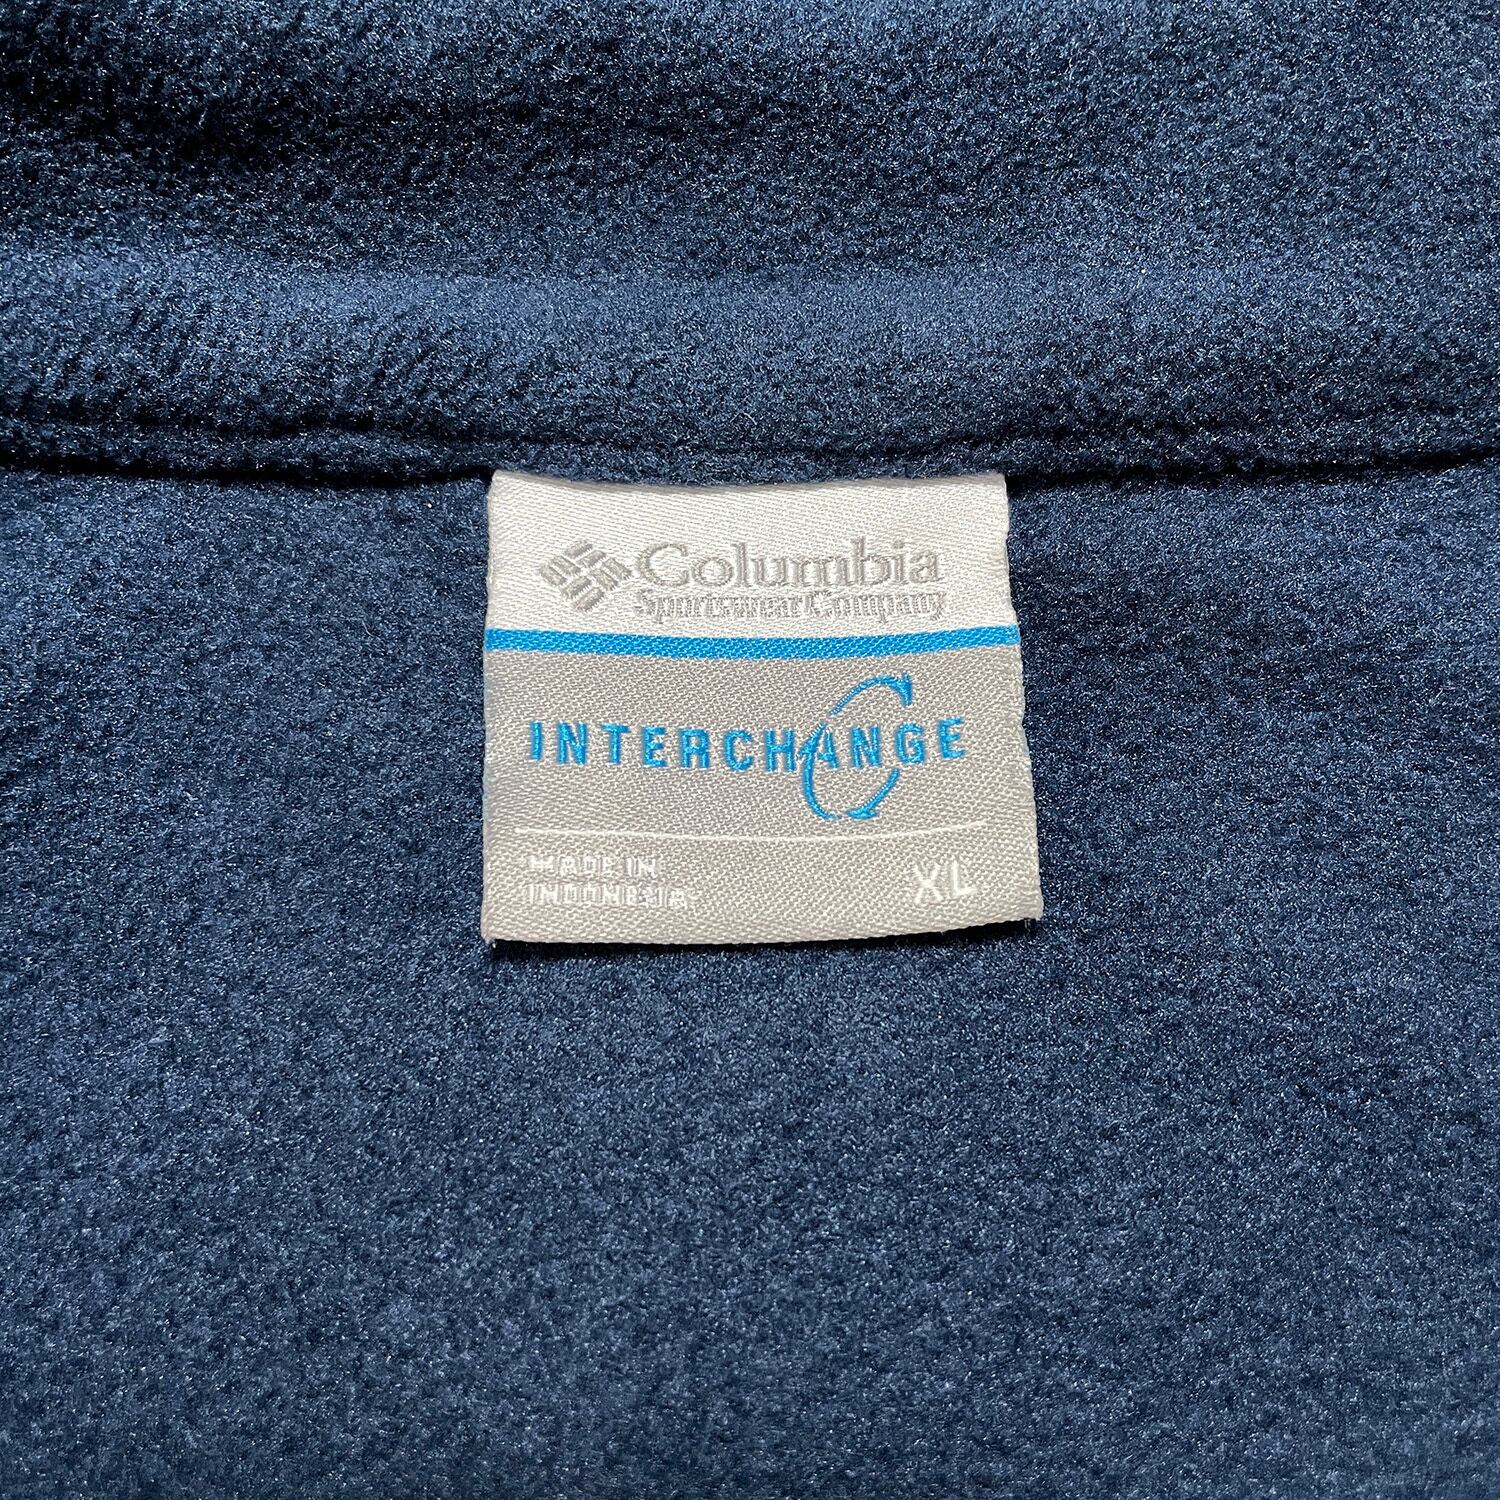 Columbia
Sportswear Company
INTERCHANGE
MADE IN
INDONESIA
XL